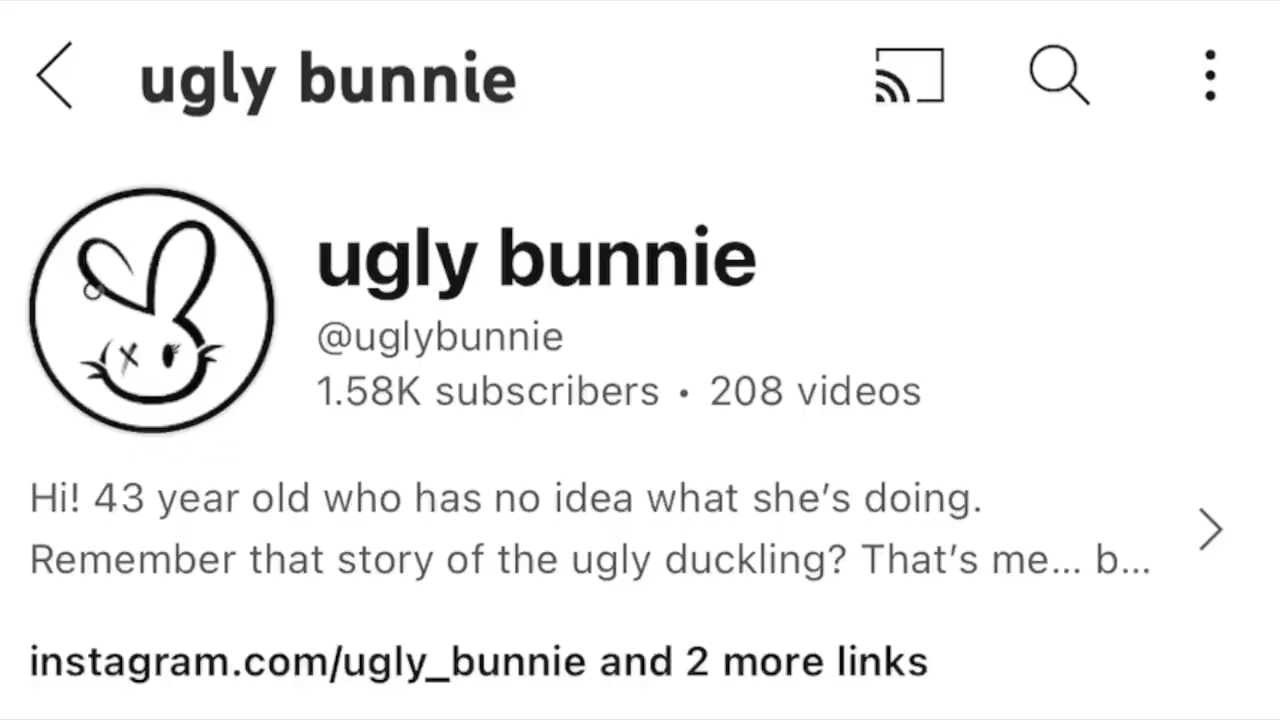 ugly bunnie
ugly bunnie
@uglybunnie
1.58K subscribers • 208 videos
Hi! 43 year old who has no idea what she’s doing.
Remember that story of the ugly duckling? That’s me... b...
instagram.com/ugly_bunnie and 2 more links